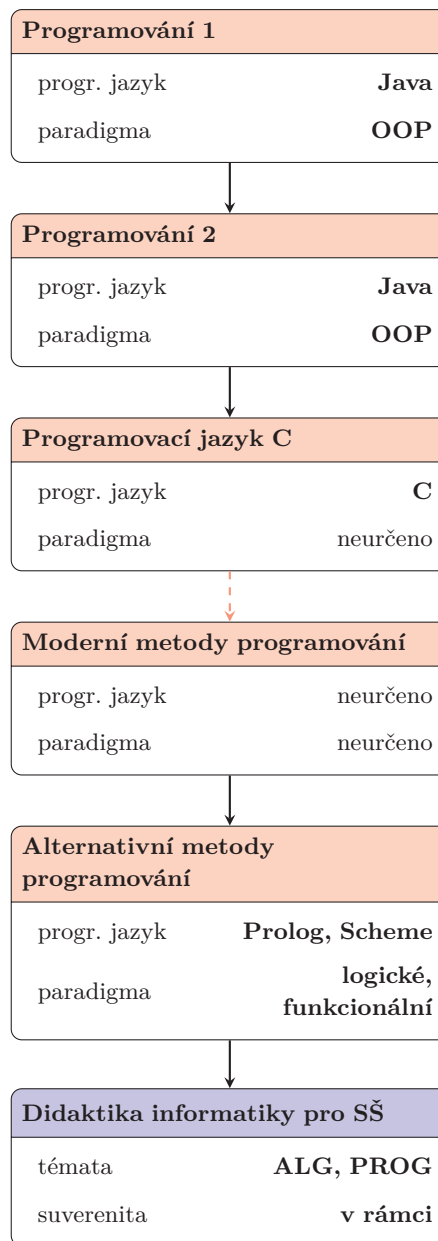 Programování 1
progr. jazyk Java
paradigma OOP
Programování 2
progr. jazyk Java
paradigma OOP
Programovací jazyk C
progr. jazyk C
paradigma neurčeno
Moderní metody programování
progr. jazyk neurčeno
paradigma neurčeno
Alternativní metody
programování
progr. jazyk Prolog, Scheme
paradigma logické,
funkcionální
Didaktika informatiky pro SŠ
témata ALG, PROG
suverenita v rámci